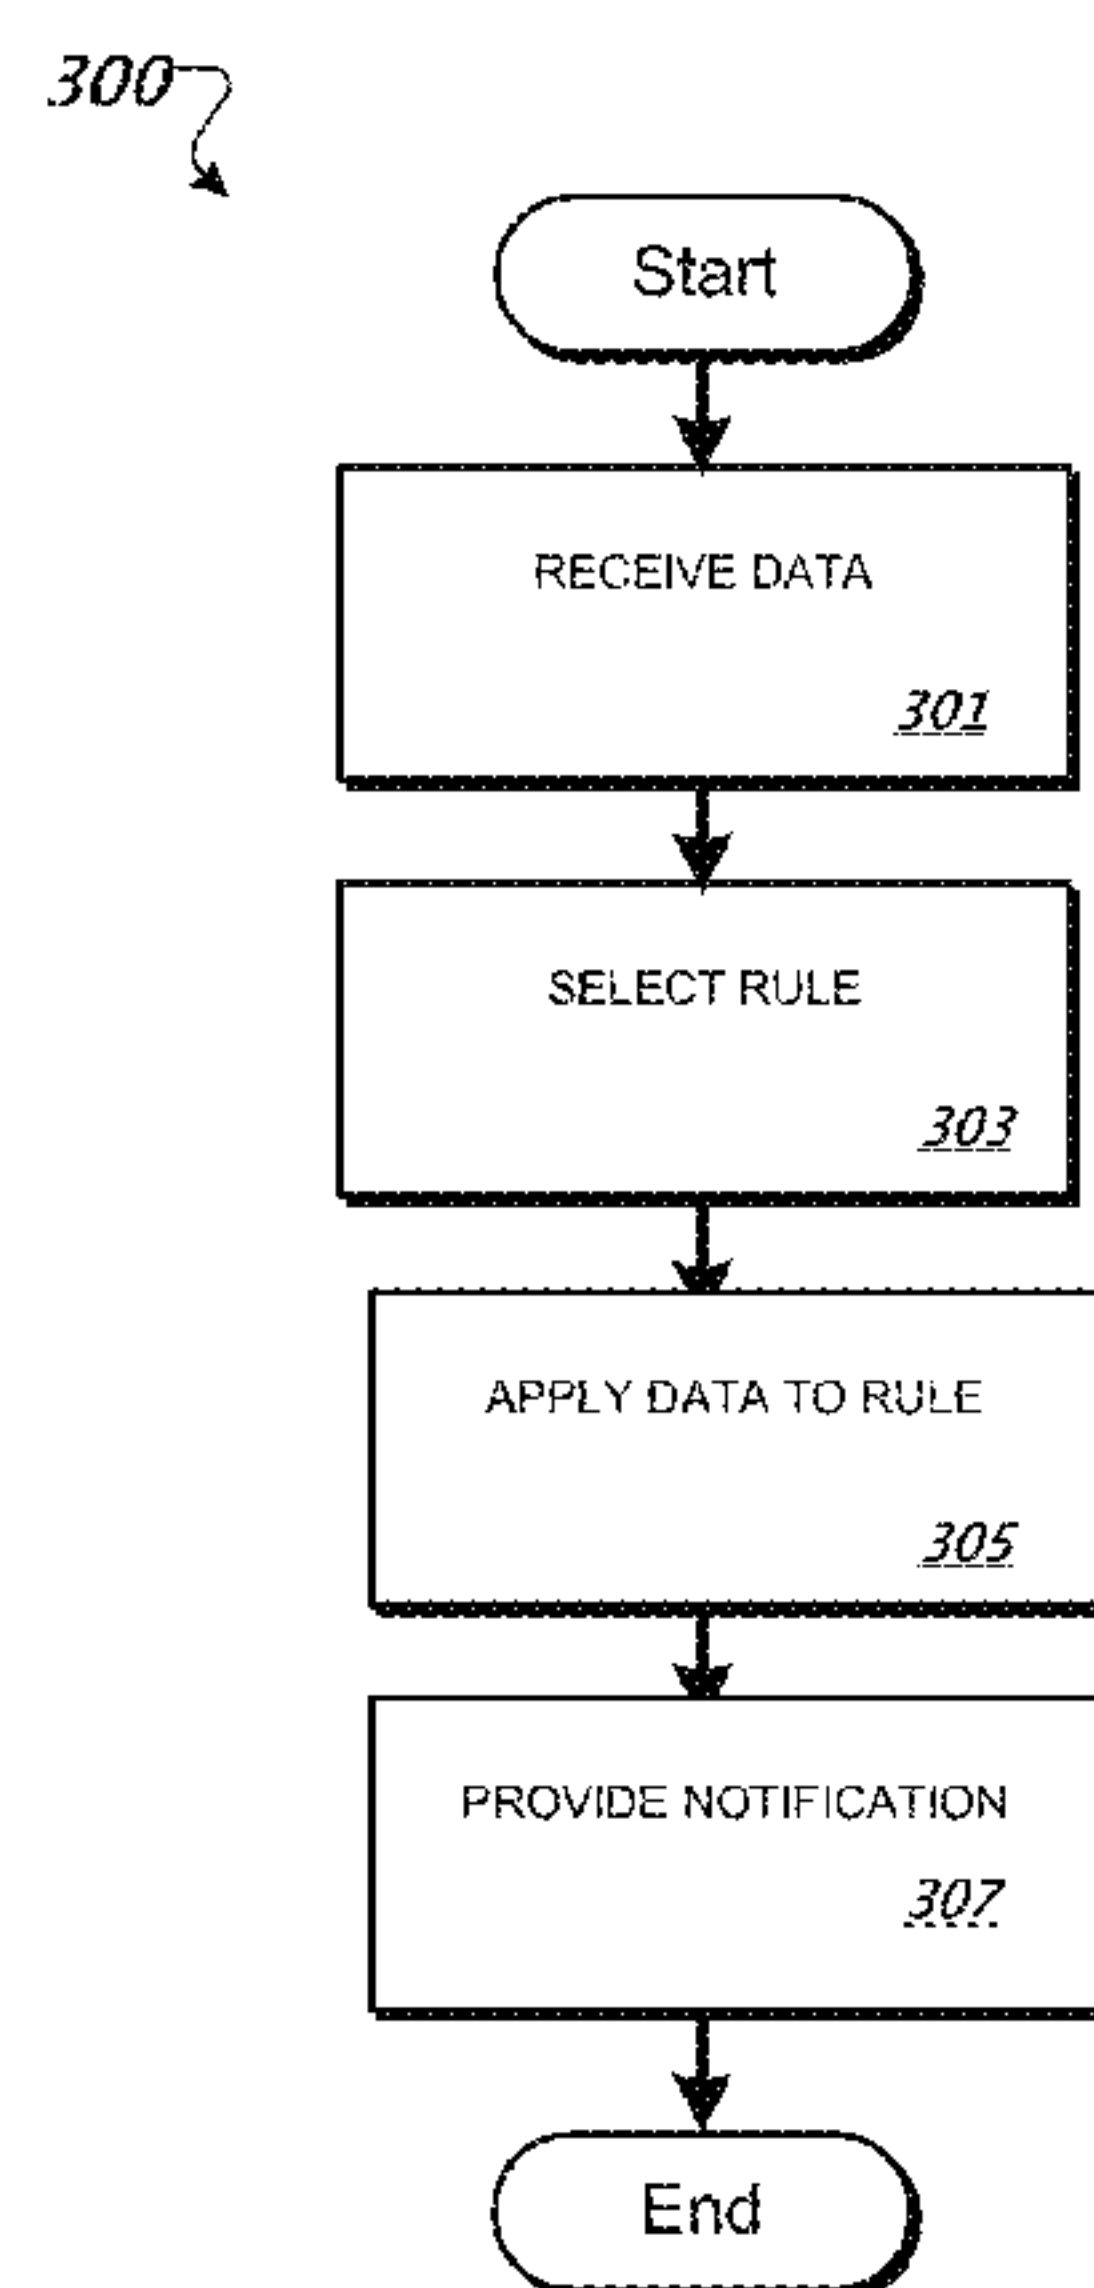 300
Start
RECEIVE DATA
301
SELECT RULE
303
APPLY DATA TO RULE
305
PROVIDE NOTIFICATION
307
End